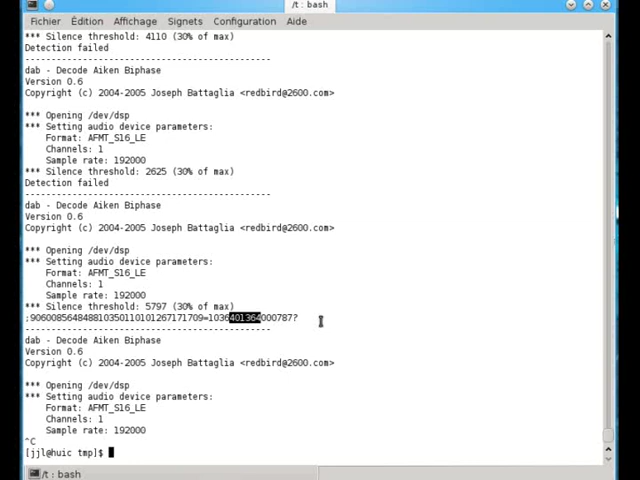 /t : bash
Fichier Édition Affichage Signets Configuration Aide
*** Silence threshold: 4110 (30% of max)
Detection failed
---------------------------------------------
dab - Decode Aiken Biphase
Version 0.6
Copyright (c) 2004-2005 Joseph Battaglia <redbird@2600.com>
*** Opening /dev/dsp
*** Setting audio device parameters:
Format: AFMT_S16_LE
Channels: 1
Sample rate: 192000
*** Silence threshold: 2625 (30% of max)
Detection failed
---------------------------------------------
dab - Decode Aiken Biphase
Version 0.6
Copyright (c) 2004-2005 Joseph Battaglia <redbird@2600.com>
*** Opening /dev/dsp
*** Setting audio device parameters:
Format: AFMT_S16_LE
Channels: 1
Sample rate: 192000
*** Silence threshold: 5797 (30% of max)
;9060085648488103501101012671717​09=1036401364000787?
---------------------------------------------
dab - Decode Aiken Biphase
Version 0.6
Copyright (c) 2004-2005 Joseph Battaglia <redbird@2600.com>
*** Opening /dev/dsp
*** Setting audio device parameters:
Format: AFMT_S16_LE
Channels: 1
Sample rate: 192000
^C
[jjl@huic tmp]$
/t : bash